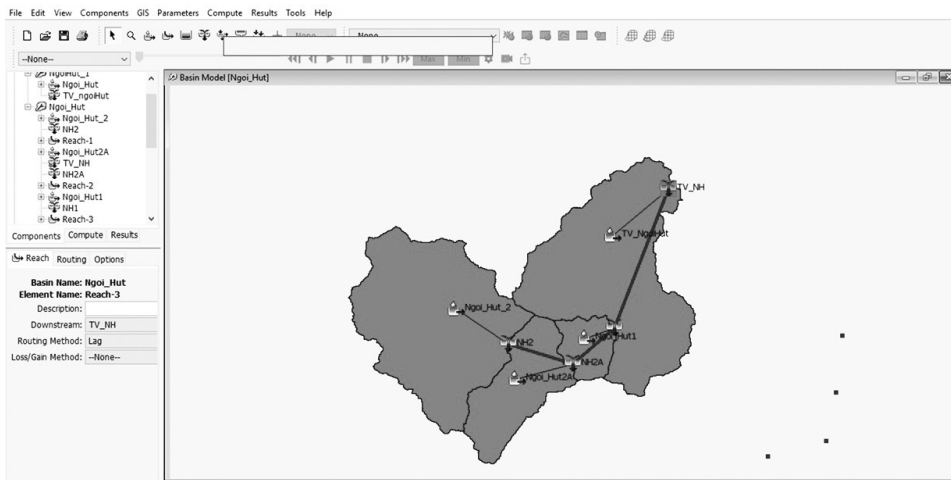 File Edit View Components GIS Parameters Compute Results Tools Help
None
None
--None--
Max Min
Basin Model [Ngoi_Hut]
NgoiHut_1
Ngoi_Hut
TV_ngoiHut
Ngoi_Hut
Ngoi_Hut_2
NH2
Reach-1
Ngoi_Hut2A
TV_NH
NH2A
Reach-2
Ngoi_Hut1
NH1
Reach-3
Components Compute Results
Reach Routing Options
Basin Name: Ngoi_Hut
Element Name: Reach-3
Description:
Downstream: TV_NH
Routing Method: Lag
Loss/Gain Method: --None--
TV_NH
TV_NgoiHut
Ngoi_Hut_2
Ngoi_Hut1
NH2
NH2A
Ngoi_Hut2A